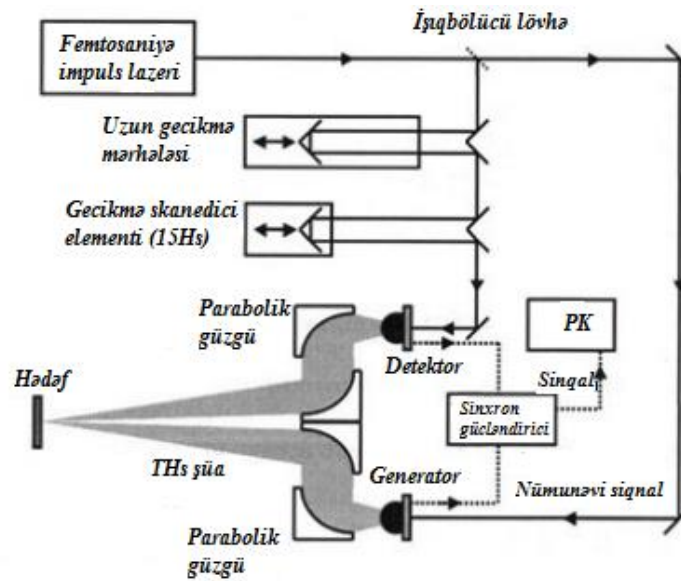 İşıqbölücü lövhə
Femtosaniyə
impuls lazeri
Uzun gecikmə
mərhələsi
Gecikmə skanedici
elementi (15Hs)
Parabolik
güzgü
Detektor
PK
Hədəf
Sinqal
Sinxron
gücləndirici
THs şüa
Generator
Nümunəvi siqnal
Parabolik
güzgü